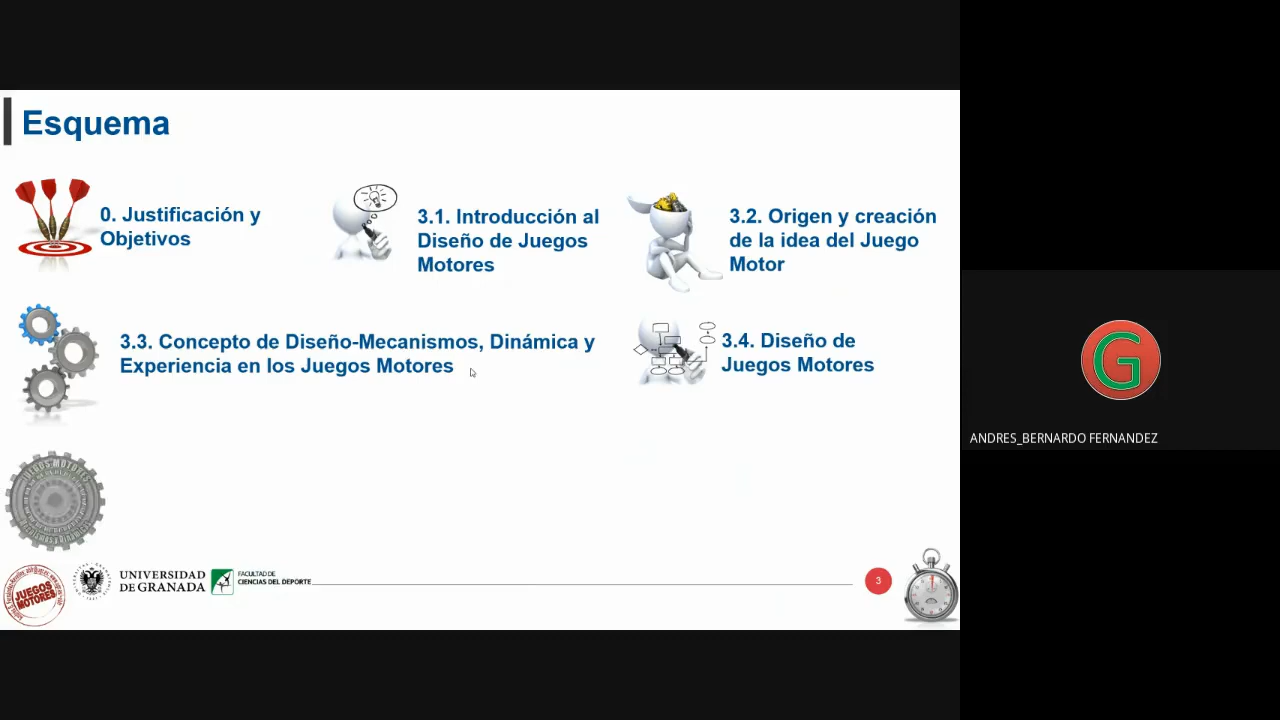 Esquema
0. Justificación y
Objetivos
3.1. Introducción al
Diseño de Juegos
Motores
3.2. Origen y creación
de la idea del Juego
Motor
3.3. Concepto de Diseño-Mecanismos, Dinámica y
Experiencia en los Juegos Motores
3.4. Diseño de
Juegos Motores
JUEGOS MOTORES
JUEGOS
MOTORES
UNIVERSIDAD
DE GRANADA
FACULTAD DE
CIENCIAS DEL DEPORTE
3
G
ANDRES_BERNARDO FERNANDEZ